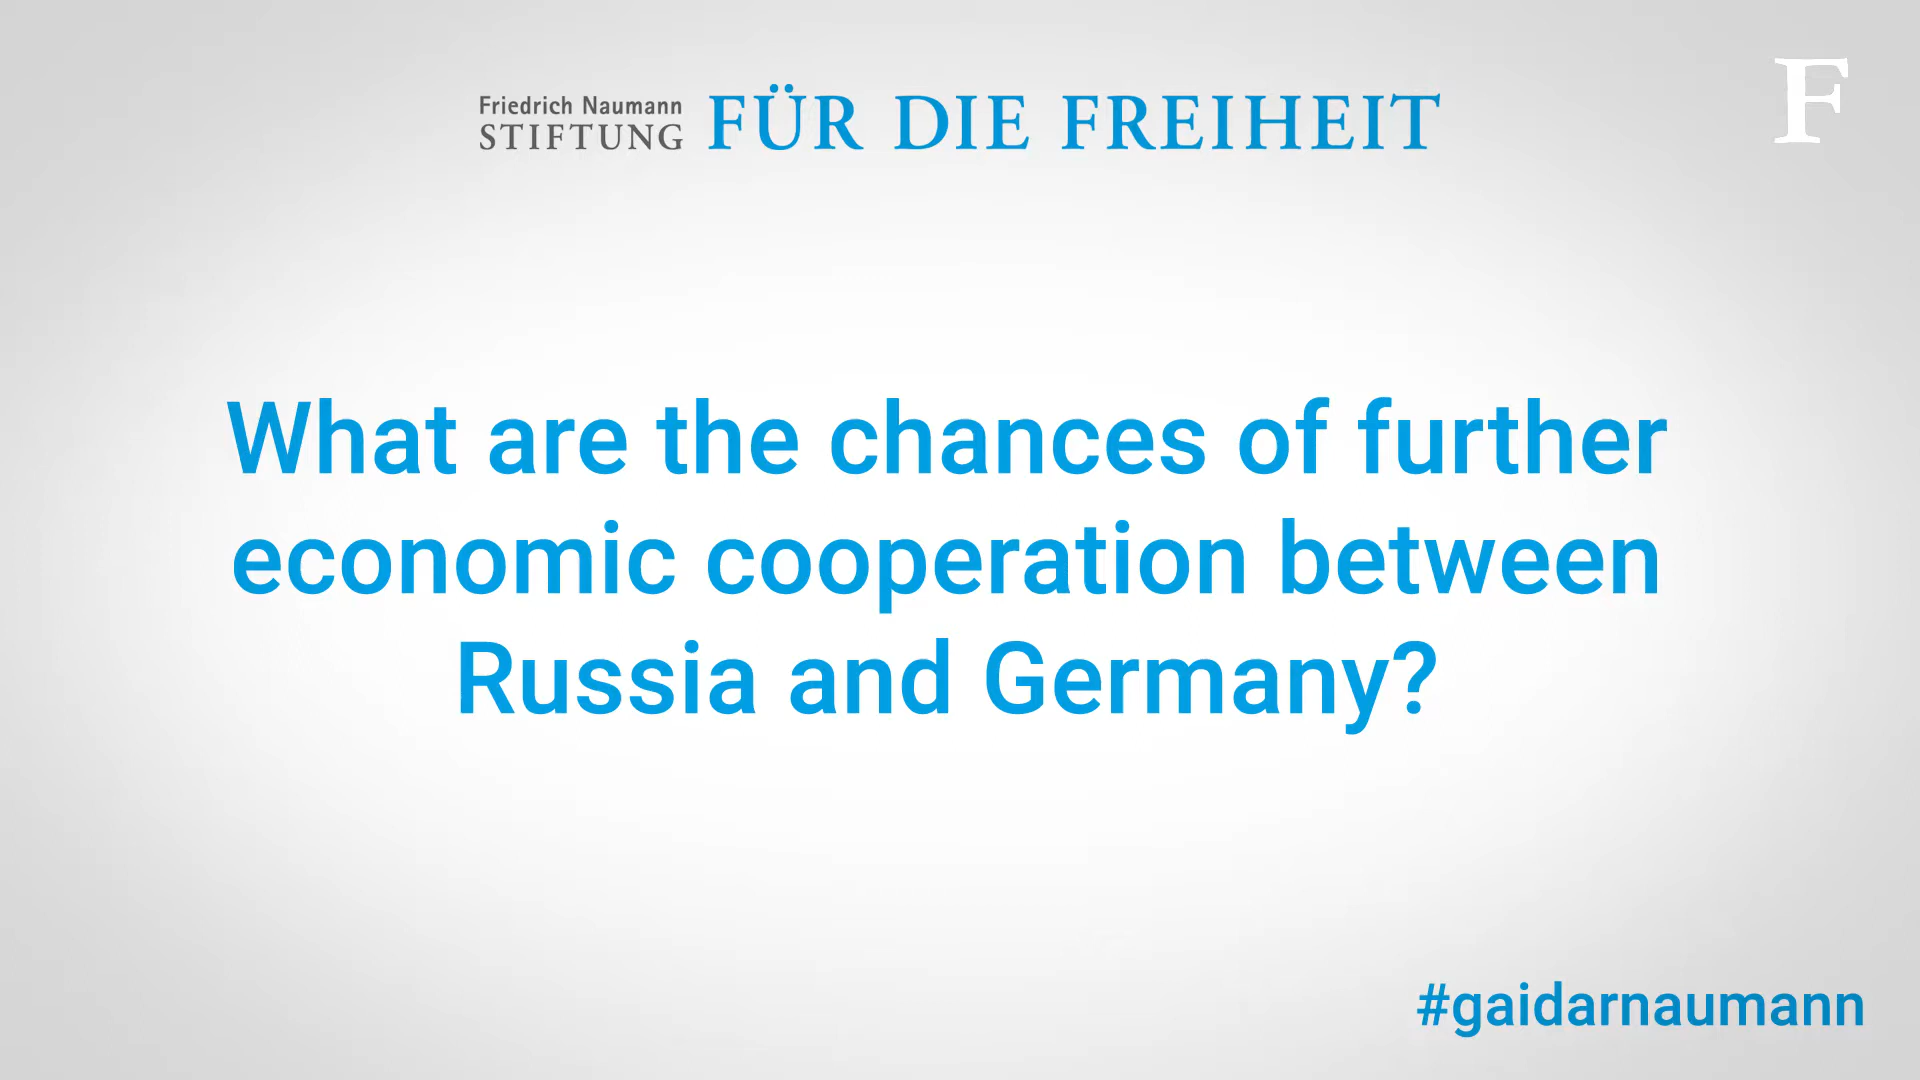 Friedrich Naumann
STIFTUNG FÜR DIE FREIHEIT
F
What are the chances of further
economic cooperation between
Russia and Germany?
#gaidarnaumann